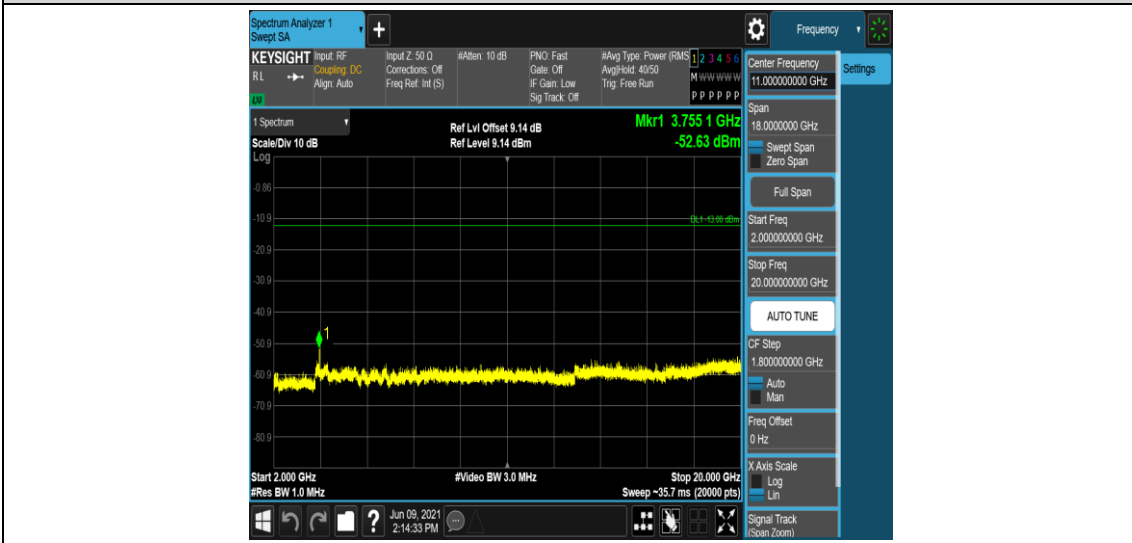 Spectrum Analyzer 1
Swept SA
+
Frequency
KEYSIGHT
RL
LXI
Input: RF
Coupling: DC
Align: Auto
Input Z: 50 Ω
Corrections: Off
Freq Ref: Int (S)
#Atten: 10 dB
PNO: Fast
Gate: Off
IF Gain: Low
Sig Track: Off
#Avg Type: Power (RMS
Avg|Hold: 40/50
Trig: Free Run
1 2 3 4 5 6
M W W W W W
P P P P P P
Center Frequency
11.000000000 GHz
Settings
Span
18.0000000 GHz
Swept Span
Zero Span
Full Span
Start Freq
2.000000000 GHz
Stop Freq
20.000000000 GHz
AUTO TUNE
CF Step
1.800000000 GHz
Auto
Man
Freq Offset
0 Hz
X Axis Scale
Log
Lin
Signal Track
(Span Zoom)
1 Spectrum
Scale/Div 10 dB
Log
Ref Lvl Offset 9.14 dB
Ref Level 9.14 dBm
Mkr1 3.755 1 GHz
-52.63 dBm
-0.86
-10.9
DL1 -13.00 dBm
-20.9
-30.9
-40.9
1
-50.9
-60.9
-70.9
-80.9
Start 2.000 GHz
#Video BW 3.0 MHz
Stop 20.000 GHz
#Res BW 1.0 MHz
Sweep ~35.7 ms (20000 pts)
?
Jun 09, 2021
2:14:33 PM